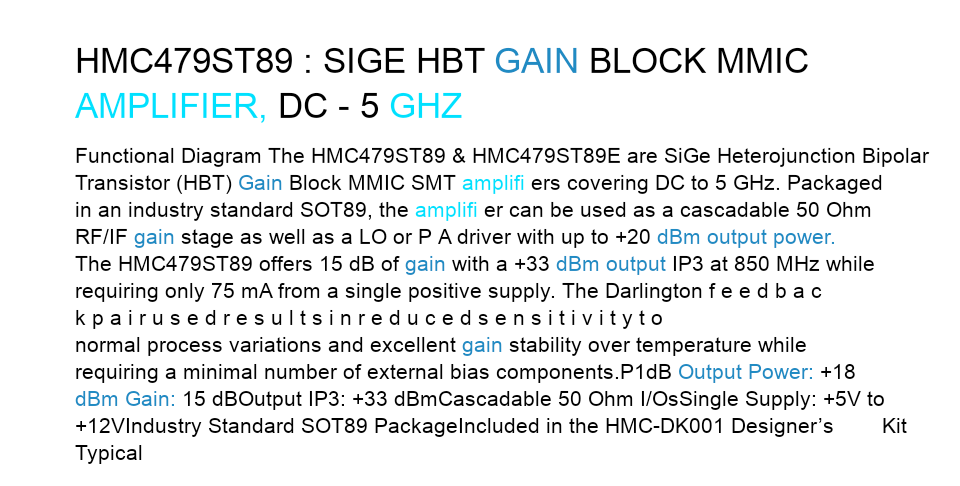 HMC479ST89 : SIGE HBT GAIN BLOCK MMIC
AMPLIFIER, DC - 5 GHZ
Functional Diagram The HMC479ST89 & HMC479ST89E are SiGe Heterojunction Bipolar
Transistor (HBT) Gain Block MMIC SMT amplifi ers covering DC to 5 GHz. Packaged
in an industry standard SOT89, the amplifi er can be used as a cascadable 50 Ohm
RF/IF gain stage as well as a LO or P A driver with up to +20 dBm output power.
The HMC479ST89 offers 15 dB of gain with a +33 dBm output IP3 at 850 MHz while
requiring only 75 mA from a single positive supply. The Darlington f e e d b a c
k p a i r u s e d r e s u l t s i n r e d u c e d s e n s i t i v i t y t o
normal process variations and excellent gain stability over temperature while
requiring a minimal number of external bias components.P1dB Output Power: +18
dBm Gain: 15 dBOutput IP3: +33 dBmCascadable 50 Ohm I/OsSingle Supply: +5V to
+12VIndustry Standard SOT89 PackageIncluded in the HMC-DK001 Designer’s Kit
Typical